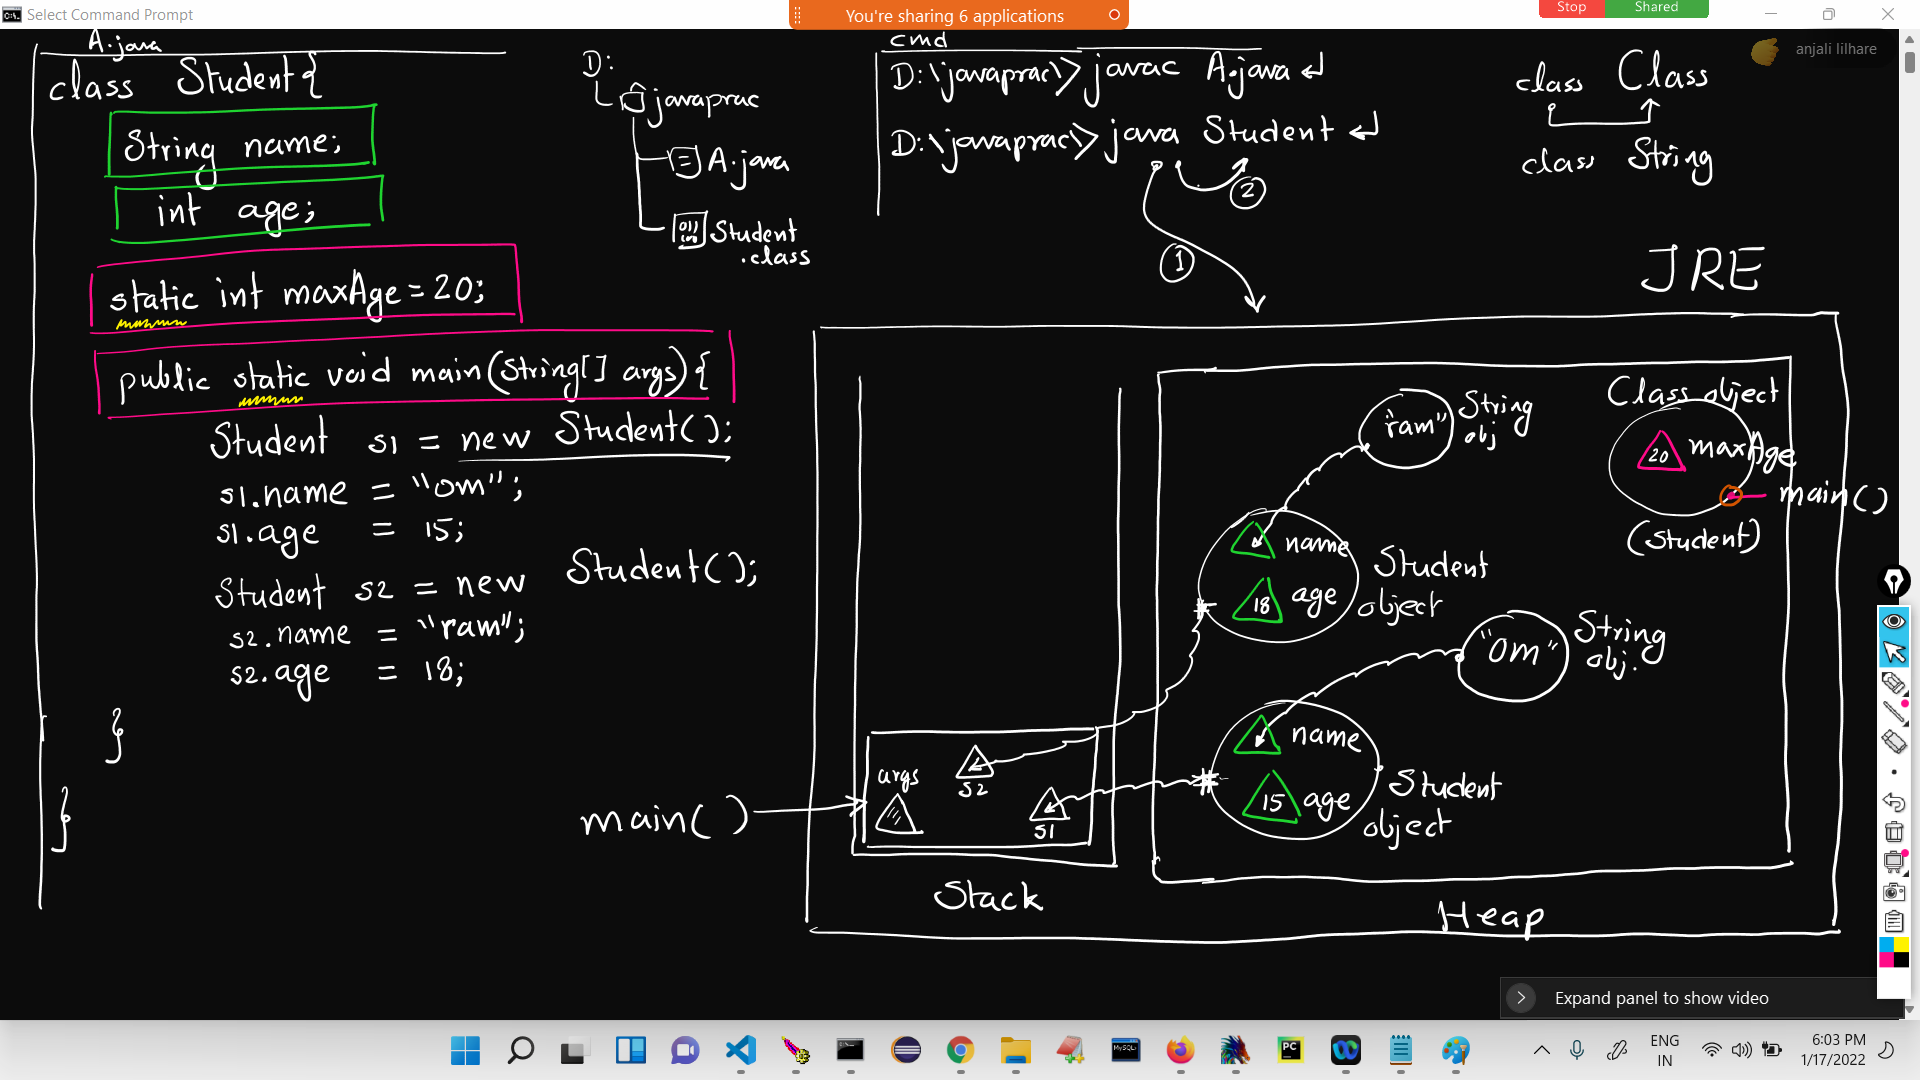 Select Command Prompt
You're sharing 6 applications
Stop Shared
anjali lilhare
A.java
class Student{
String name;
int age;
static int maxAge = 20;
public static void main(String[] args){
Student s1 = new Student();
s1.name = "om";
s1.age = 15;
Student s2 = new Student();
s2.name = "ram";
s2.age = 18;
}
}
D:
javaprac
A.java
Student
.class
cmd
D:\javaprac\>javac A.java
D:\javaprac\>java Student
1
2
class Class
class String
JRE
main()
args
s2
s1
Stack
"ram" String
obj
Class object
20 maxAge
main()
(Student)
name
18 age
Student
object
"om" String
obj.
name
15 age
Student
object
Heap
Expand panel to show video
ENG
IN
6:03 PM
1/17/2022